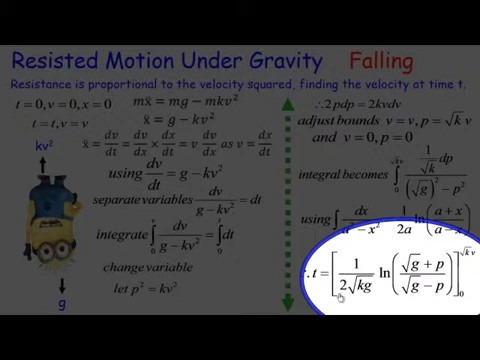 Resisted Motion Under Gravity Falling
Resistance is proportional to the velocity squared, finding the velocity at time t.
t = 0, v = 0, x = 0
t = t, v = v
mẍ = mg − mkv²
ẍ = g − kv²
ẍ = dv/dt = dv/dx × dx/dt = v dv/dx as v = dx/dt
kv²
using dv/dt = g − kv²
separate variables dv/(g − kv²) = dt
integrate ∫₀ᵛ dv/(g − kv²) = ∫₀ᵗ dt
change variable
let p² = kv²
g
∴ 2pdp = 2kvdv
adjust bounds v = v, p = √k v
and v = 0, p = 0
integral becomes ∫₀^(√k v) (1/√k) dp / ((√g)² − p²)
using ∫ dx/(a² − x²) 1/2a ln(a + x / a − x)
∴ t = [1/(2√kg) ln((√g + p)/(√g − p))]₀^(√k v)